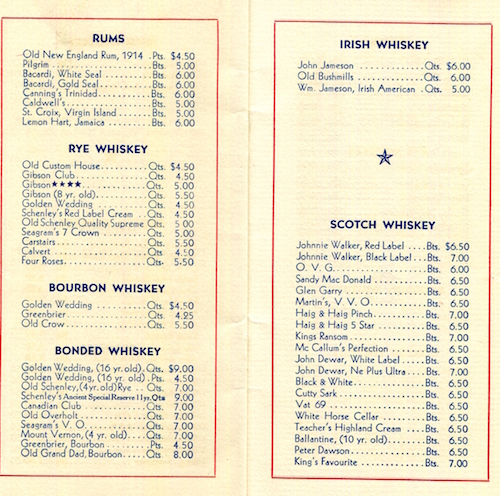 RUMS
Old New England Rum, 1914 . Pts. $4.50
Pilgrim . . . . . . . . . . . . . . Bts. 5.00
Bacardi, White Seal . . . . . . . . Bts. 6.00
Bacardi, Gold Seal . . . . . . . . Bts. 6.00
Canning's Trinidad . . . . . . . . Bts. 6.00
Caldwell's . . . . . . . . . . . . Bts. 5.00
St. Croix, Virgin Island . . . . . Bts. 5.00
Lemon Hart, Jamaica . . . . . . . . Bts. 6.00
RYE WHISKEY
Old Custom House . . . . . . . . . Qts. $4.50
Gibson Club . . . . . . . . . . . . Qts. 4.50
Gibson★★★★ . . . . . . . . . . . . Qts. 5.00
Gibson (8 yr. old) . . . . . . . . Qts. 5.50
Golden Wedding . . . . . . . . . . Qts. 4.50
Schenley's Red Label Cream . . Qts. 4.50
Old Schenley Quality Supreme Qts. 5.00
Seagram's 7 Crown . . . . . . . . . Qts. 5.00
Carstairs . . . . . . . . . . . . . Qts. 5.50
Calvert . . . . . . . . . . . . . . Qts. 4.50
Four Roses . . . . . . . . . . . . Qts. 5.50
BOURBON WHISKEY
Golden Wedding . . . . . . . . . . Qts. $4.50
Greenbrier . . . . . . . . . . . . Qts. 4.25
Old Crow . . . . . . . . . . . . . Qts. 5.50
BONDED WHISKEY
Golden Wedding, (16 yr. old) . Qts. $9.00
Golden Wedding, (16 yr. old) . Pts. 4.50
Old Schenley, (4 yr. old) Rye . . Qts. 7.00
Schenley's Ancient Special Reserve 11yr. Qts 9.00
Canadian Club . . . . . . . . . . . Qts. 7.00
Old Overholt . . . . . . . . . . . Qts. 7.00
Seagram's V. O. . . . . . . . . . . Qts. 7.00
Mount Vernon, (4 yr. old) . . . . Qts. 7.00
Greenbrier, Bourbon . . . . . . . . Pts. 4.50
Old Grand Dad, Bourbon . . . . . . Qts. 8.00
IRISH WHISKEY
John Jameson . . . . . . . . . . . Qts. $6.00
Old Bushmills . . . . . . . . . . . Qts. 6.00
Wm. Jameson, Irish American . Qts. 5.00
SCOTCH WHISKEY
Johnnie Walker, Red Label . . . . Bts. $6.50
Johnnie Walker, Black Label . . . Bts. 7.00
O. V. G. . . . . . . . . . . . . . Bts. 6.00
Sandy Mac Donald . . . . . . . . . Bts. 6.50
Glen Garry . . . . . . . . . . . . Bts. 6.50
Martin's, V. V. O. . . . . . . . . Bts. 6.50
Haig & Haig Pinch . . . . . . . . . Bts. 7.00
Haig & Haig 5 Star . . . . . . . . Bts. 6.50
Kings Ransom . . . . . . . . . . . Bts. 7.00
Mc Callum's Perfection . . . . . . Bts. 6.50
John Dewar, White Label . . . . . . Bts. 6.50
John Dewar, Ne Plus Ultra . . . . Bts. 7.00
Black & White . . . . . . . . . . . Bts. 6.50
Cutty Sark . . . . . . . . . . . . Bts. 6.50
Vat 69 . . . . . . . . . . . . . . Bts. 6.50
White Horse Cellar . . . . . . . . Bts. 6.50
Teacher's Highland Cream . . . . Bts. 6.50
Ballantine, (10 yr. old) . . . . . Bts. 6.50
Peter Dawson . . . . . . . . . . . Bts. 6.50
King's Favourite . . . . . . . . . Bts. 7.00